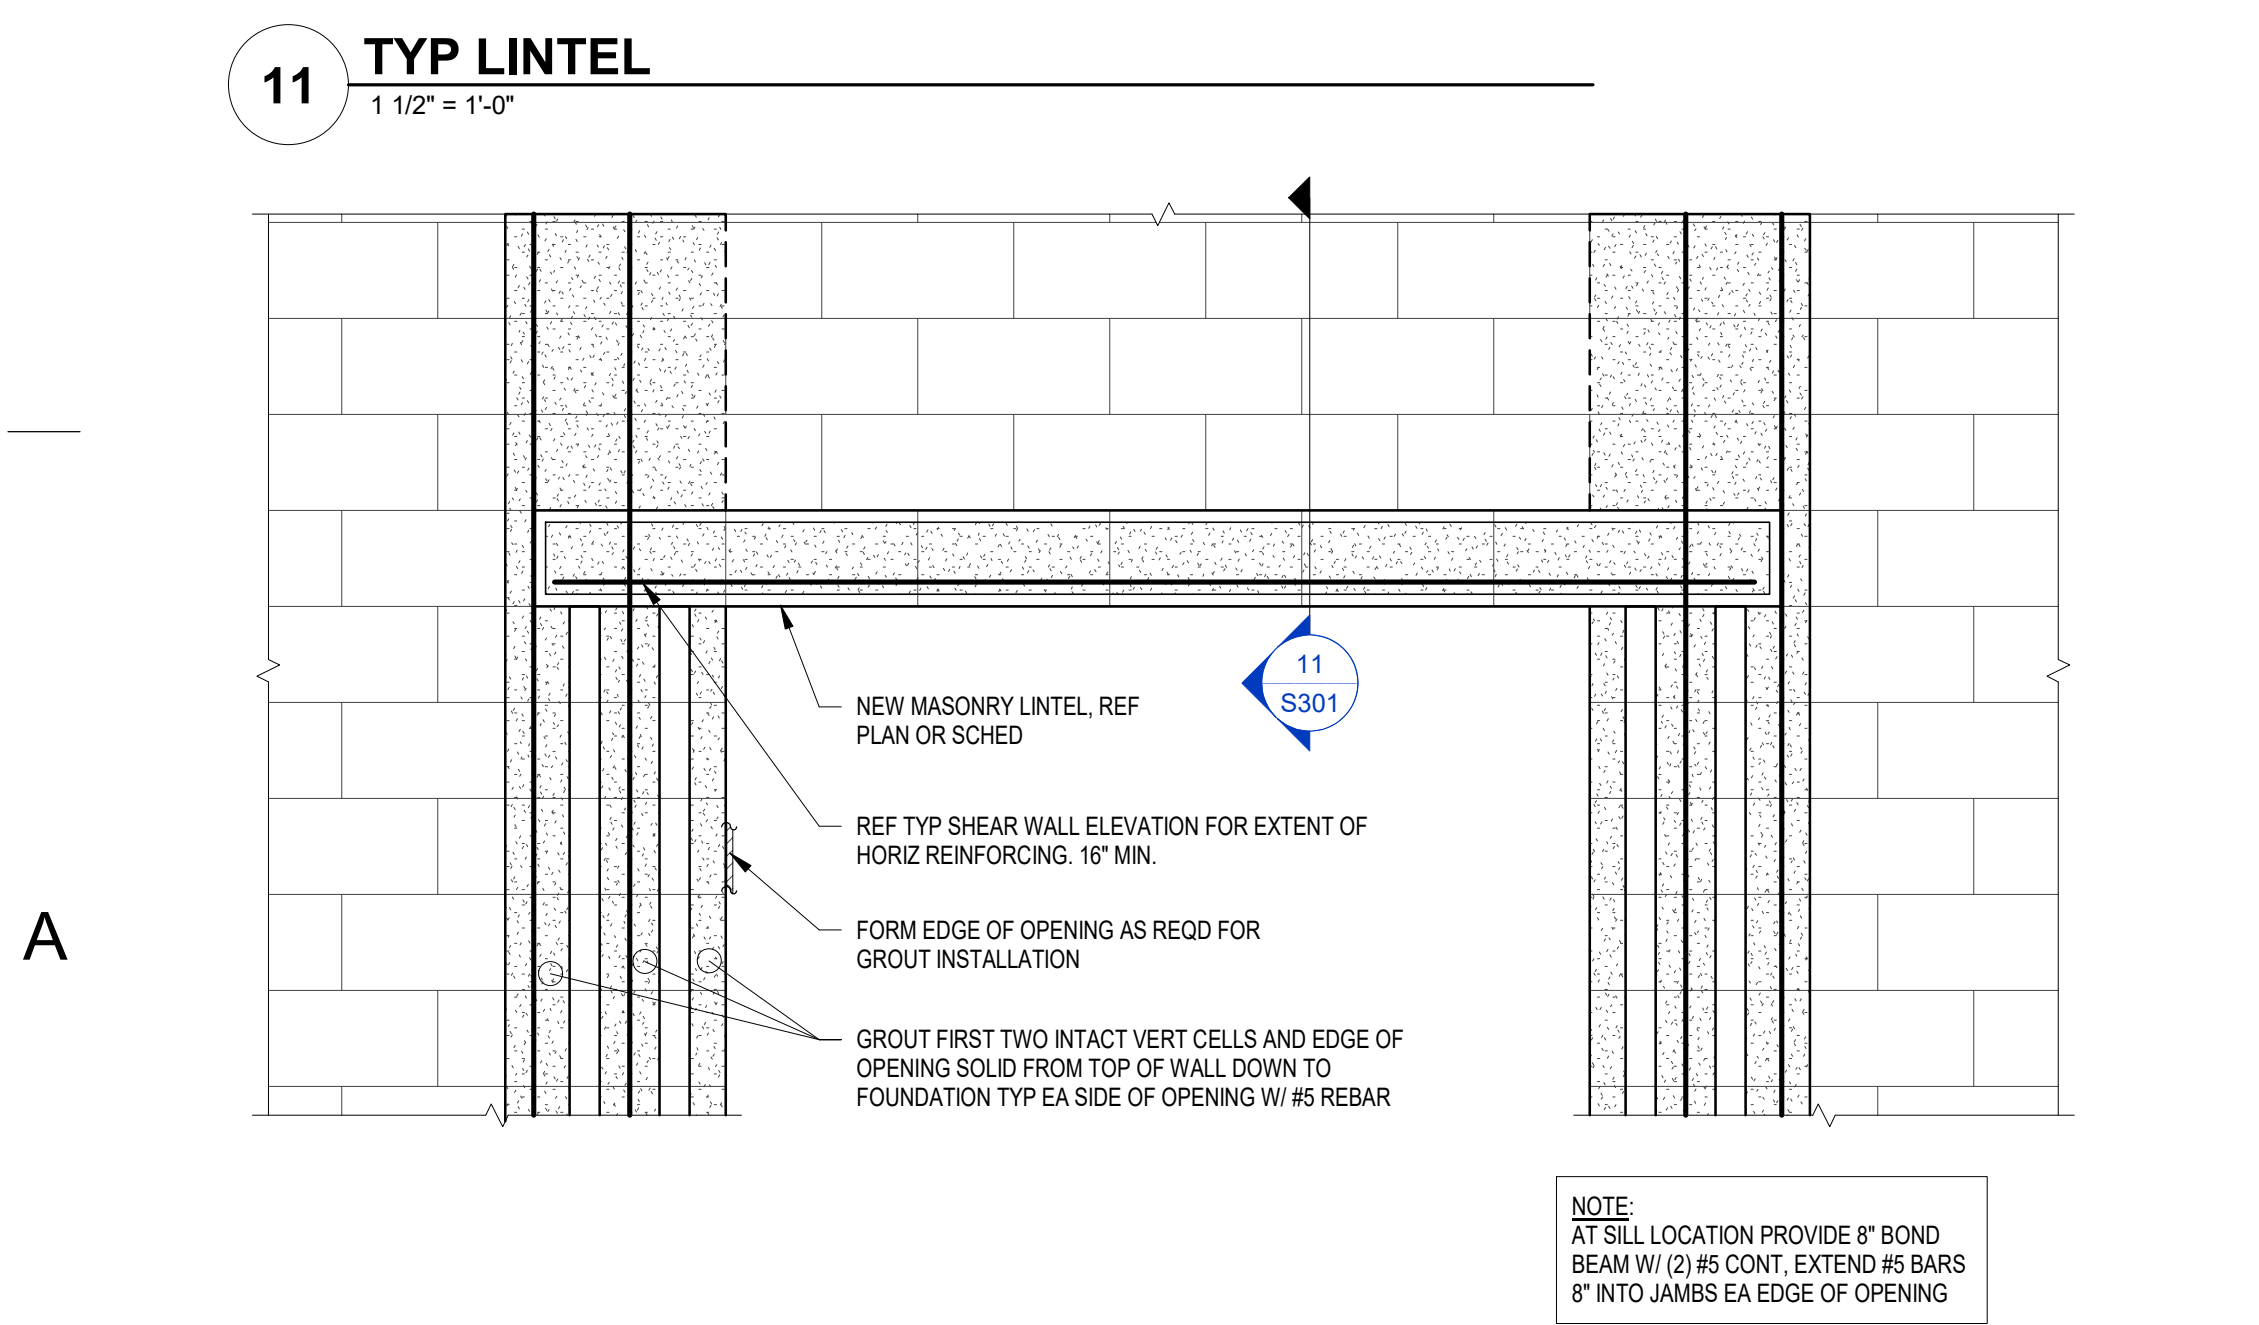 11
TYP LINTEL
1 1/2" = 1'-0"
11
S301
NEW MASONRY LINTEL, REF
PLAN OR SCHED
REF TYP SHEAR WALL ELEVATION FOR EXTENT OF
HORIZ REINFORCING. 16" MIN.
FORM EDGE OF OPENING AS REQD FOR
GROUT INSTALLATION
A
GROUT FIRST TWO INTACT VERT CELLS AND EDGE OF
OPENING SOLID FROM TOP OF WALL DOWN TO
FOUNDATION TYP EA SIDE OF OPENING W/ #5 REBAR
NOTE:
AT SILL LOCATION PROVIDE 8" BOND
BEAM W/ (2) #5 CONT, EXTEND #5 BARS
8" INTO JAMBS EA EDGE OF OPENING